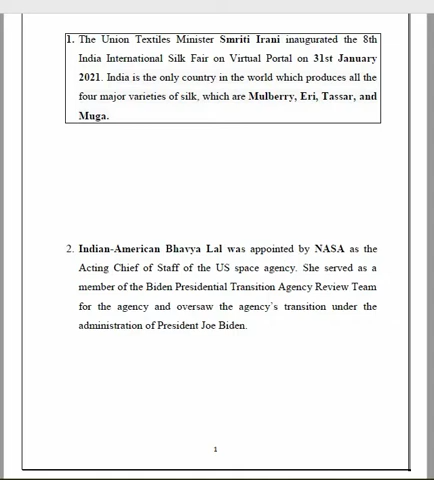 1. The Union Textiles Minister Smriti Irani inaugurated the 8th
India International Silk Fair on Virtual Portal on 31st January
2021. India is the only country in the world which produces all the
four major varieties of silk, which are Mulberry, Eri, Tassar, and
Muga.
2. Indian-American Bhavya Lal was appointed by NASA as the
Acting Chief of Staff of the US space agency. She served as a
member of the Biden Presidential Transition Agency Review Team
for the agency and oversaw the agency`s transition under the
administration of President Joe Biden.
1